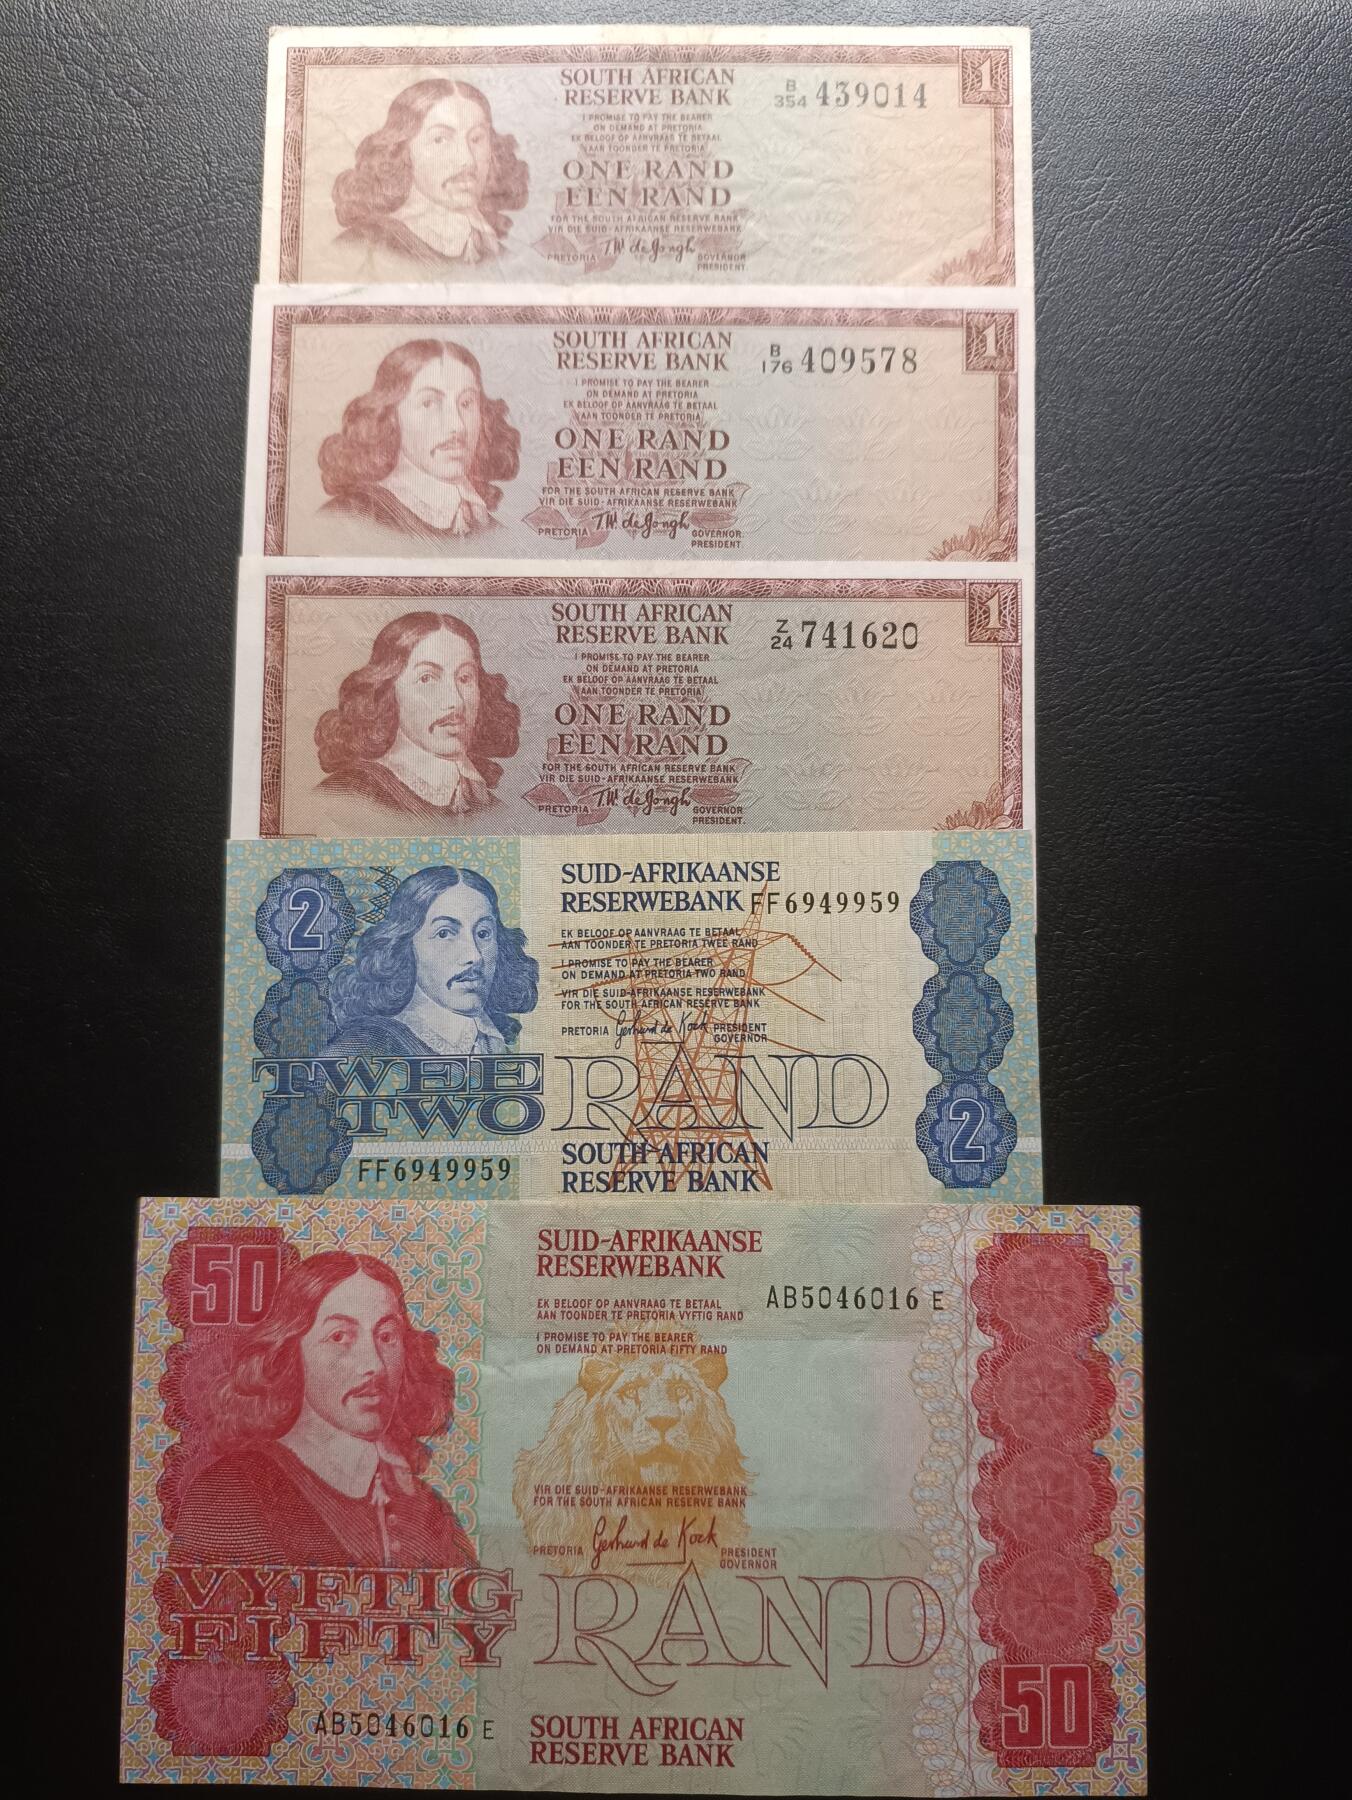 SOUTH AFRICAN
RESERVE BANK
B/354 439014
1
I PROMISE TO PAY THE BEARER
ON DEMAND AT PRETORIA
EK BELOOF OP AANVRAAG TE BETAAL
AAN TOONDER TE PRETORIA
ONE RAND
EEN RAND
FOR THE SOUTH AFRICAN RESERVE BANK
VIR DIE SUID-AFRIKAANSE RESERWEBANK
T.W. de Jongh
PRETORIA GOVERNOR
PRESIDENT.
SOUTH AFRICAN
RESERVE BANK
B/176 409578
1
I PROMISE TO PAY THE BEARER
ON DEMAND AT PRETORIA
EK BELOOF OP AANVRAAG TE BETAAL
AAN TOONDER TE PRETORIA
ONE RAND
EEN RAND
FOR THE SOUTH AFRICAN RESERVE BANK
VIR DIE SUID-AFRIKAANSE RESERWEBANK
T.W. de Jongh
PRETORIA GOVERNOR.
PRESIDENT.
SOUTH AFRICAN
RESERVE BANK
Z/24 741620
1
I PROMISE TO PAY THE BEARER
ON DEMAND AT PRETORIA
EK BELOOF OP AANVRAAG TE BETAAL
AAN TOONDER TE PRETORIA
ONE RAND
EEN RAND
FOR THE SOUTH AFRICAN RESERVE BANK
VIR DIE SUID-AFRIKAANSE RESERWEBANK
T.W. de Jongh
PRETORIA GOVERNOR
PRESIDENT.
2
SUID-AFRIKAANSE
RESERWEBANK FF6949959
EK BELOOF OP AANVRAAG TE BETAAL
AAN TOONDER TE PRETORIA TWEE RAND
I PROMISE TO PAY THE BEARER
ON DEMAND AT PRETORIA TWO RAND
VIR DIE SUID-AFRIKAANSE RESERWEBANK
FOR THE SOUTH AFRICAN RESERVE BANK
PRETORIA Gerhard de Kock PRESIDENT
GOVERNOR
TWEE
TWO
RAND
2
FF6949959
SOUTH AFRICAN
RESERVE BANK
50
SUID-AFRIKAANSE
RESERWEBANK
AB5046016 E
EK BELOOF OP AANVRAAG TE BETAAL
AAN TOONDER TE PRETORIA VYFTIG RAND
I PROMISE TO PAY THE BEARER
ON DEMAND AT PRETORIA FIFTY RAND
VIR DIE SUID-AFRIKAANSE RESERWEBANK
FOR THE SOUTH AFRICAN RESERVE BANK
Gerhard de Kock
PRETORIA PRESIDENT
GOVERNOR
VYFTIG
FIFTY
RAND
50
AB5046016 E
SOUTH AFRICAN
RESERVE BANK